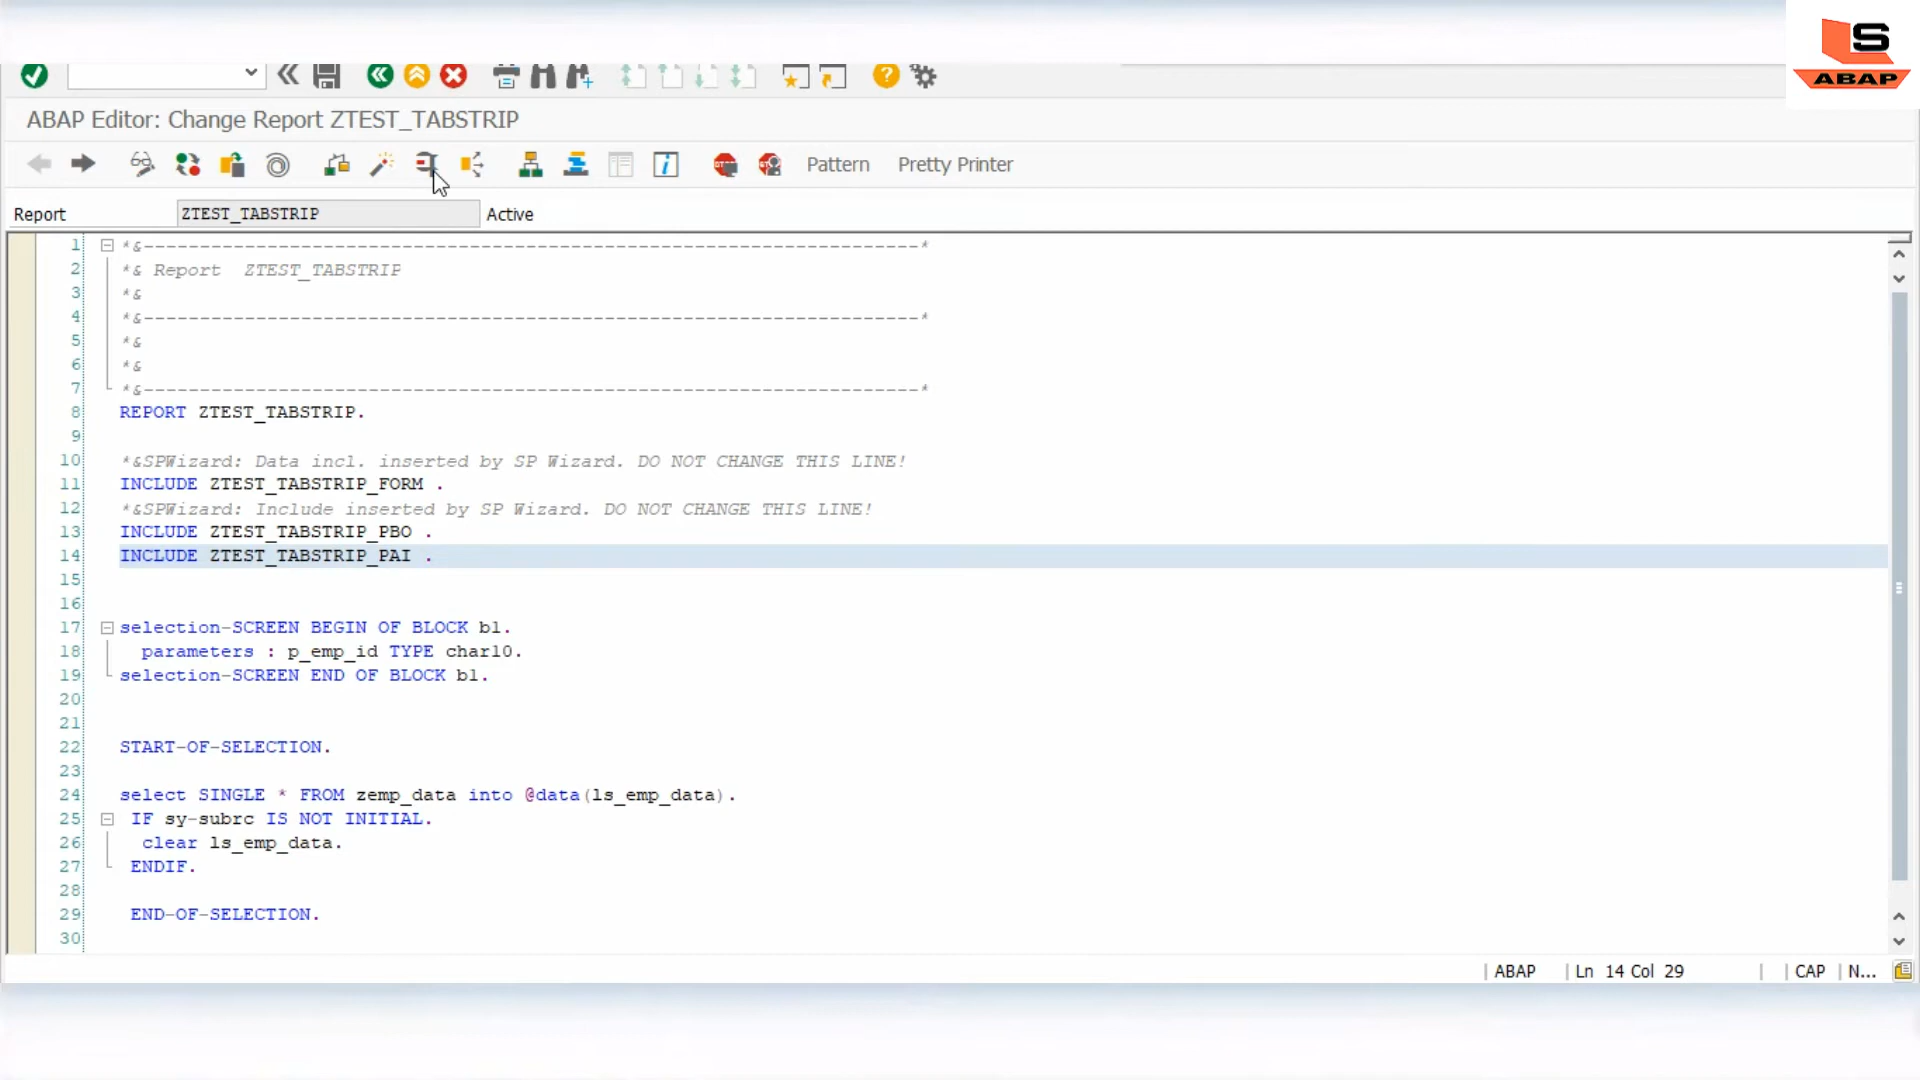 S
ABAP
ABAP Editor: Change Report ZTEST_TABSTRIP
Pattern Pretty Printer
Report ZTEST_TABSTRIP Active
1 *&---------------------------------------------------------------------*
2 *& Report  ZTEST_TABSTRIP
3 *&
4 *&---------------------------------------------------------------------*
5 *&
6 *&
7 *&---------------------------------------------------------------------*
8 REPORT ZTEST_TABSTRIP.
9
10 *&SPWizard: Data incl. inserted by SP Wizard. DO NOT CHANGE THIS LINE!
11 INCLUDE ZTEST_TABSTRIP_FORM .
12 *&SPWizard: Include inserted by SP Wizard. DO NOT CHANGE THIS LINE!
13 INCLUDE ZTEST_TABSTRIP_PBO .
14 INCLUDE ZTEST_TABSTRIP_PAI .
15
16
17 selection-SCREEN BEGIN OF BLOCK b1.
18   parameters : p_emp_id TYPE char10.
19 selection-SCREEN END OF BLOCK b1.
20
21
22 START-OF-SELECTION.
23
24 select SINGLE * FROM zemp_data into @data(ls_emp_data).
25  IF sy-subrc IS NOT INITIAL.
26   clear ls_emp_data.
27  ENDIF.
28
29  END-OF-SELECTION.
30
ABAP Ln 14 Col 29 CAP N...